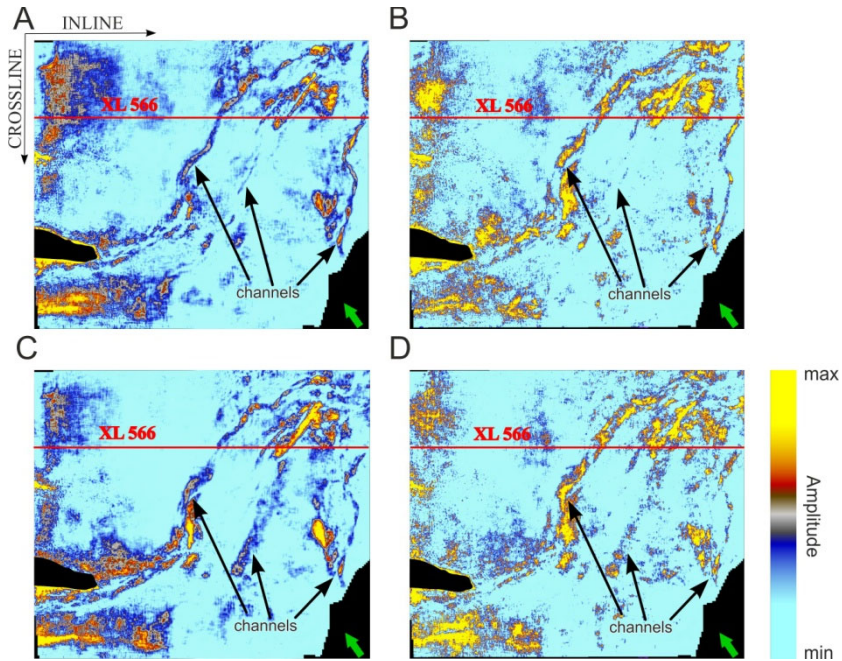 A
INLINE
CROSSLINE
XL 566
channels
B
XL 566
channels
C
XL 566
channels
D
XL 566
channels
max
Amplitude
min